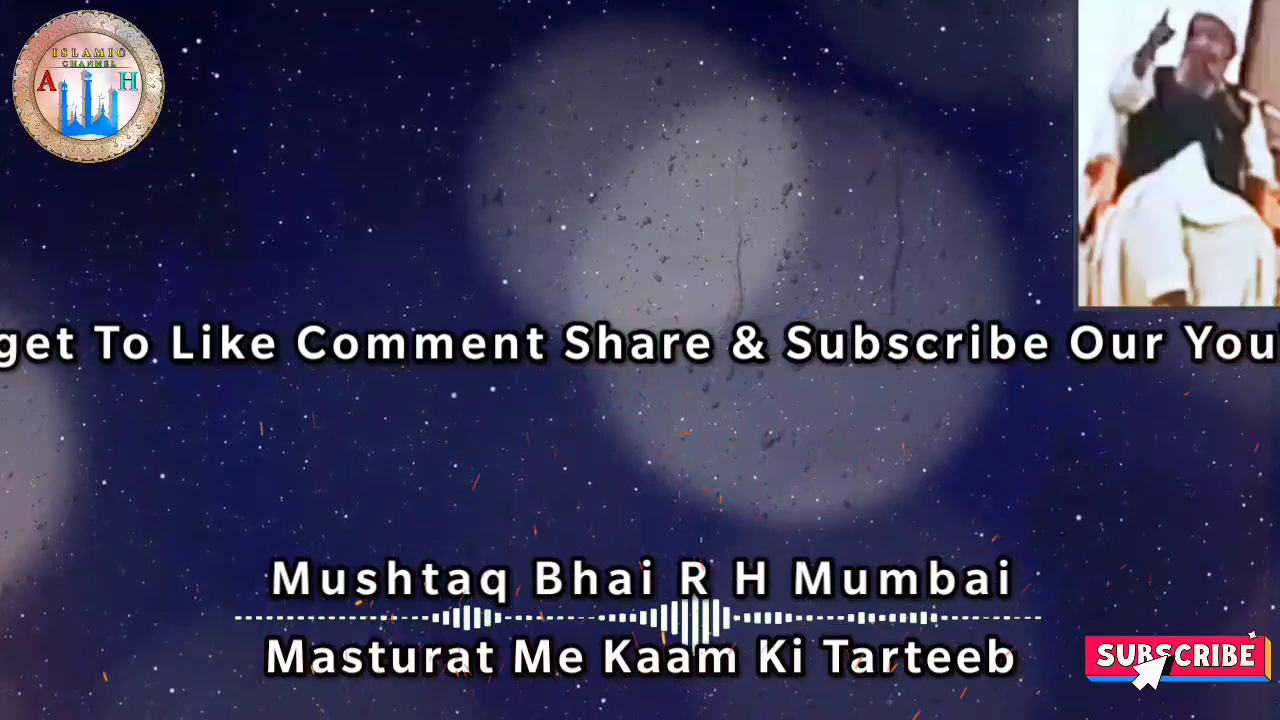 ISLAMIC
CHANNEL
A H
get To Like Comment Share & Subscribe Our You
Mushtaq Bhai R H Mumbai
Masturat Me Kaam Ki Tarteeb
SUBSCRIBE